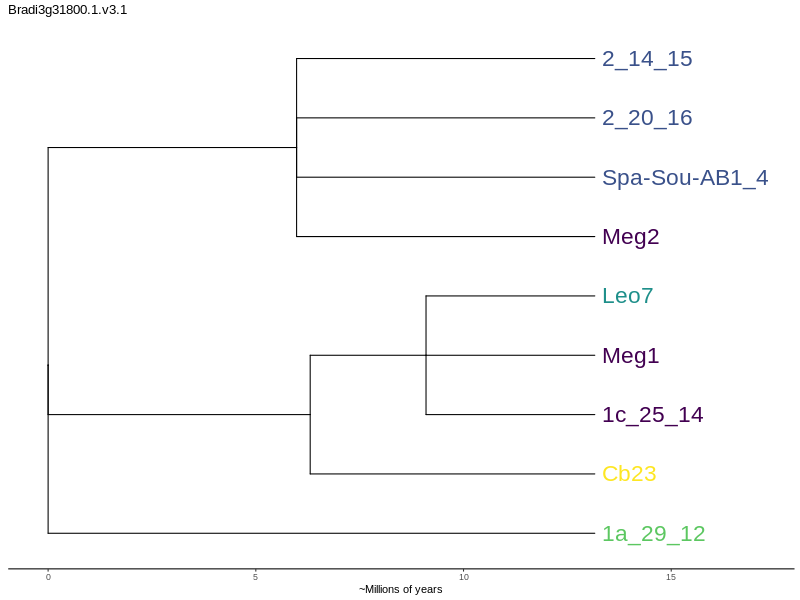 Bradi3g31800.1.v3.1
2_14_15
2_20_16
Spa-Sou-AB1_4
Meg2
Leo7
Meg1
1c_25_14
Cb23
1a_29_12
0 5 10 15
~Millions of years